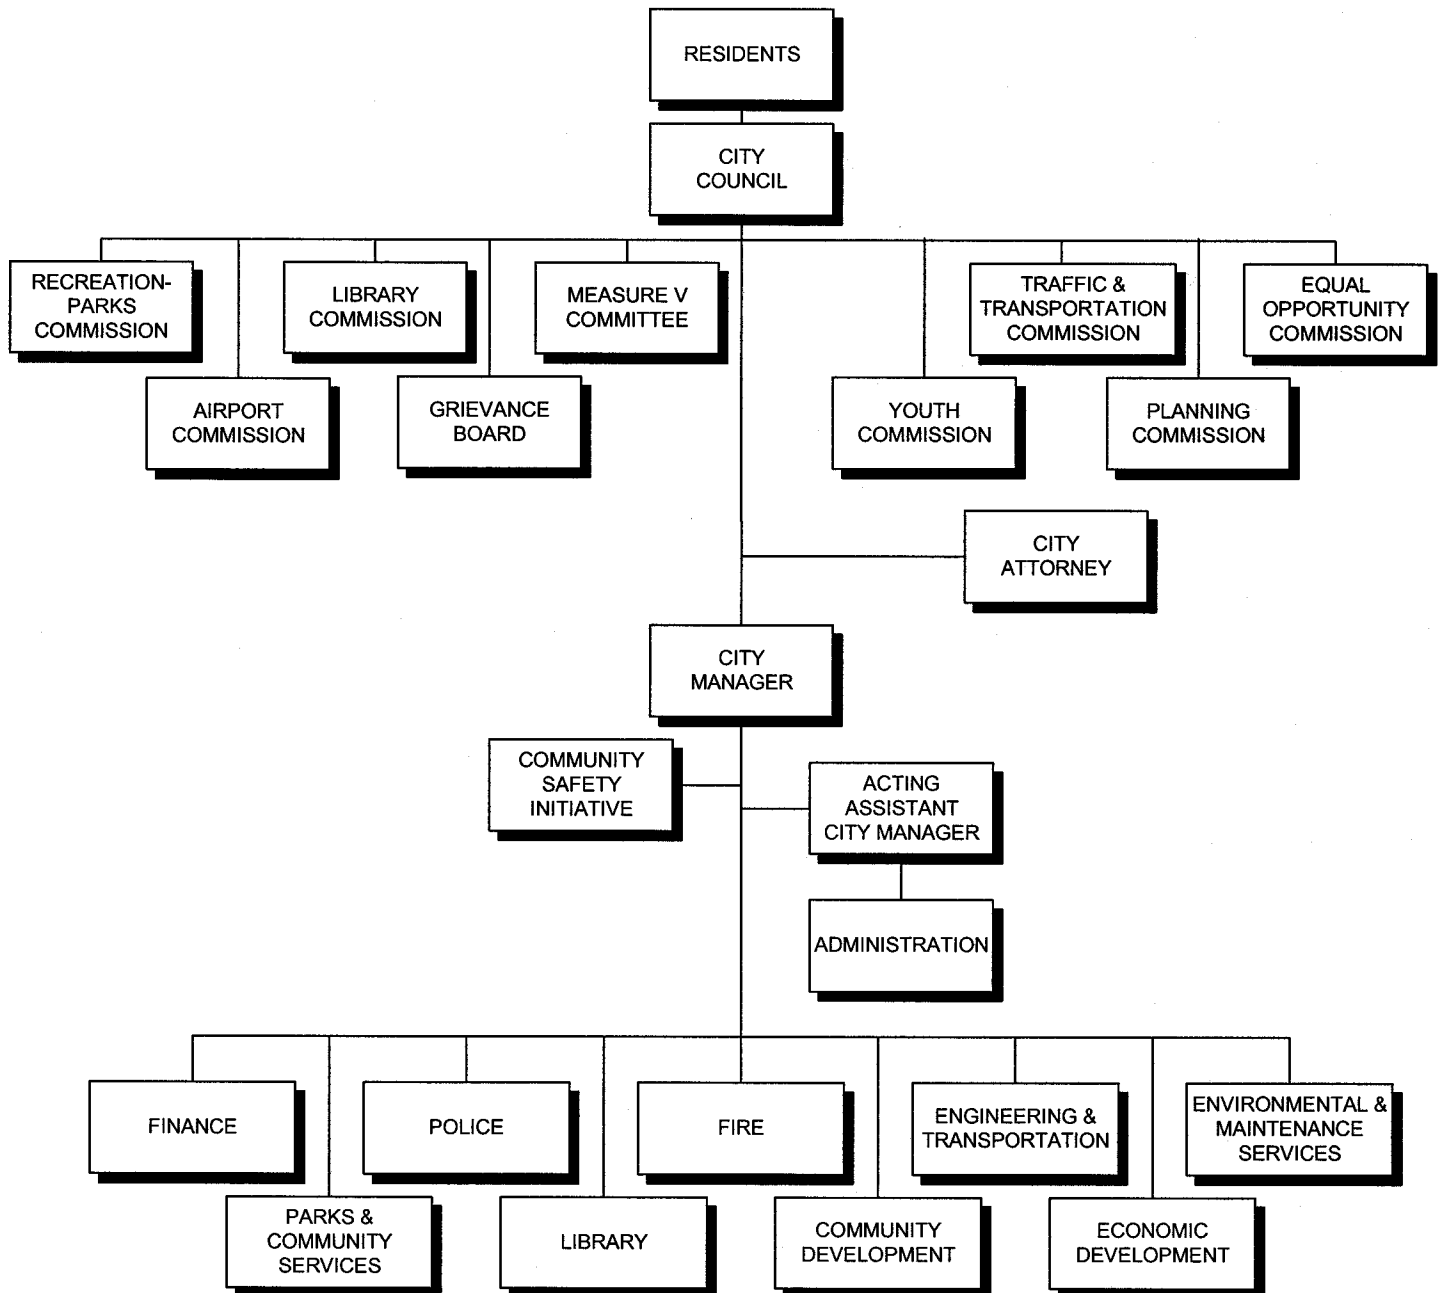 RESIDENTS
CITY
COUNCIL
RECREATION-
PARKS
COMMISSION
LIBRARY
COMMISSION
MEASURE V
COMMITTEE
TRAFFIC &
TRANSPORTATION
COMMISSION
EQUAL
OPPORTUNITY
COMMISSION
AIRPORT
COMMISSION
GRIEVANCE
BOARD
YOUTH
COMMISSION
PLANNING
COMMISSION
CITY
ATTORNEY
CITY
MANAGER
COMMUNITY
SAFETY
INITIATIVE
ACTING
ASSISTANT
CITY MANAGER
ADMINISTRATION
FINANCE
POLICE
FIRE
ENGINEERING &
TRANSPORTATION
ENVIRONMENTAL &
MAINTENANCE
SERVICES
PARKS &
COMMUNITY
SERVICES
LIBRARY
COMMUNITY
DEVELOPMENT
ECONOMIC
DEVELOPMENT